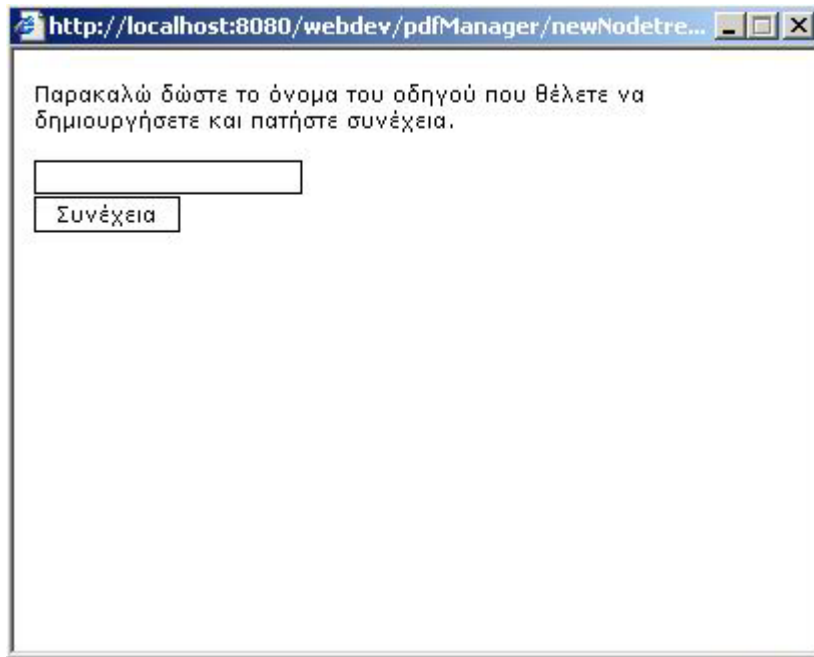 http://localhost:8080/webdev/pdfManager/newNodetre...
Παρακαλώ δώστε το όνομα του οδηγού που θέλετε να
δημιουργήσετε και πατήστε συνέχεια.
Συνέχεια